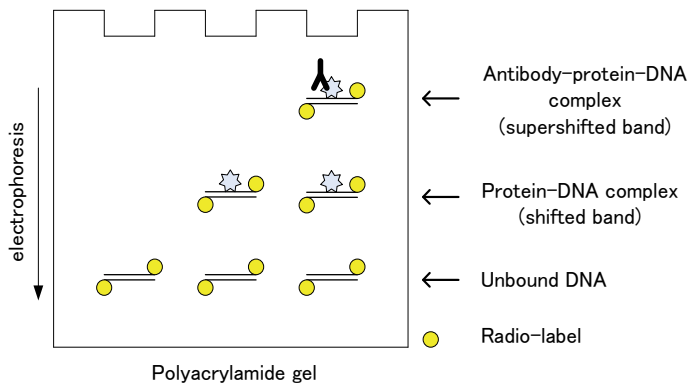 Antibody-protein-DNA
complex
(supershifted band)
electrophoresis
Protein-DNA complex
(shifted band)
Unbound DNA
Radio-label
Polyacrylamide gel